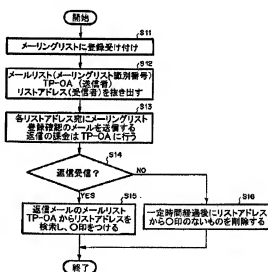 開始
S11
メーリングリストに登録受け付け
S12
メールリスト(メーリングリスト識別番号)
TP-OA (送信者)
リストアドレス(受信者)を抜き出す
S13
各リストアドレス宛にメーリングリスト
登録確認のメールを送信する
返信の課金はTP-OAに行う
S14
返信受信?
NO
YES
S15
返信メールのメールリスト
TP-OAからリストアドレスを
検索し、○印をつける
S16
一定時間経過後にリストアドレス
から○印のないものを削除する
終了